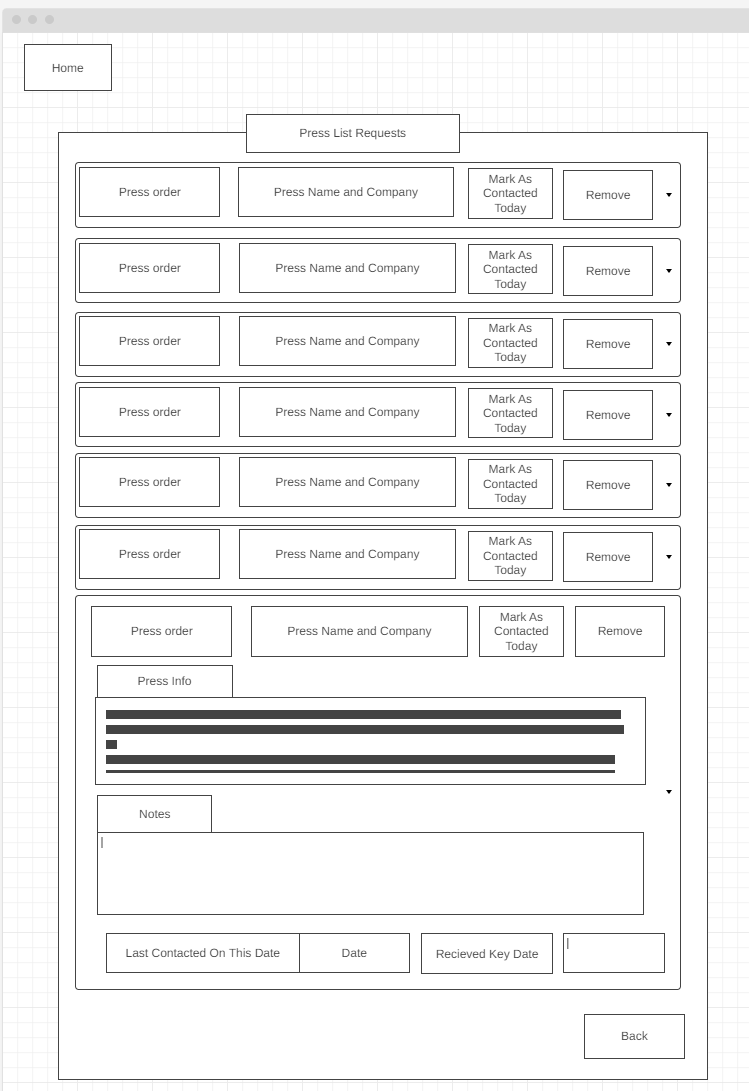 Home
Press List Requests
Press order
Press Name and Company
Mark As
Contacted
Today
Remove
Press order
Press Name and Company
Mark As
Contacted
Today
Remove
Press order
Press Name and Company
Mark As
Contacted
Today
Remove
Press order
Press Name and Company
Mark As
Contacted
Today
Remove
Press order
Press Name and Company
Mark As
Contacted
Today
Remove
Press order
Press Name and Company
Mark As
Contacted
Today
Remove
Press order
Press Name and Company
Mark As
Contacted
Today
Remove
Press Info
Notes
Last Contacted On This Date
Date
Recieved Key Date
Back